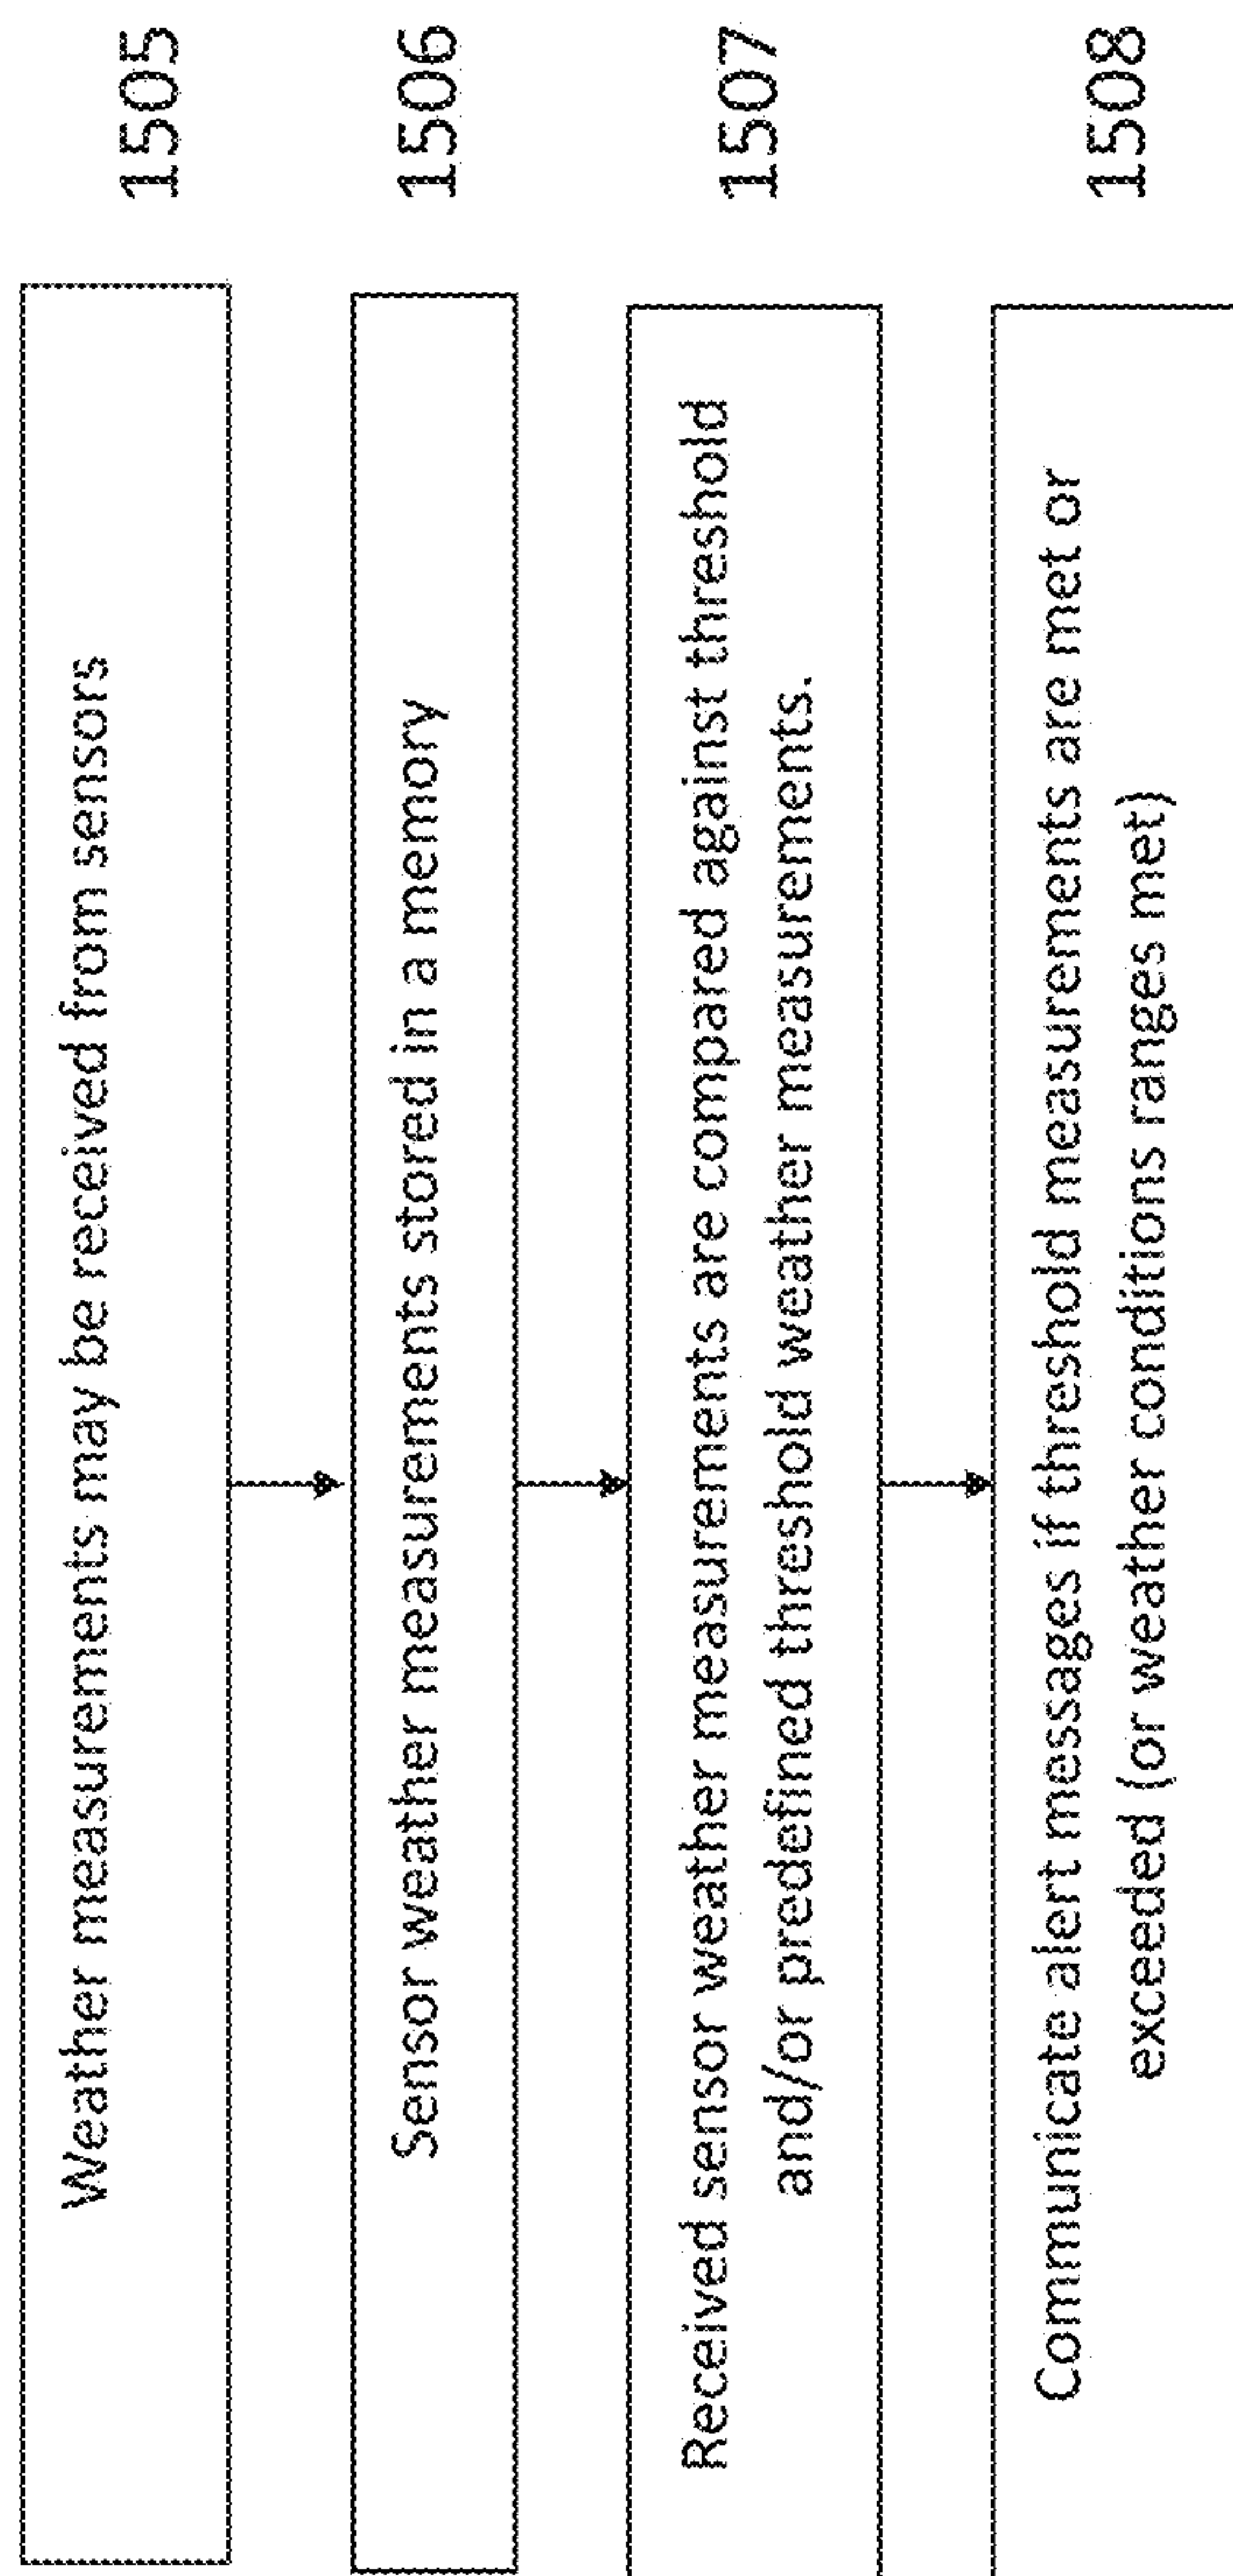 Weather measurements may be received from sensors
1505
Sensor weather measurements stored in a memory
1506
Received sensor weather measurements are compared against threshold
and/or predefined threshold weather measurements.
1507
Communicate alert messages if threshold measurements are met or
exceeded (or weather conditions ranges met)
1508